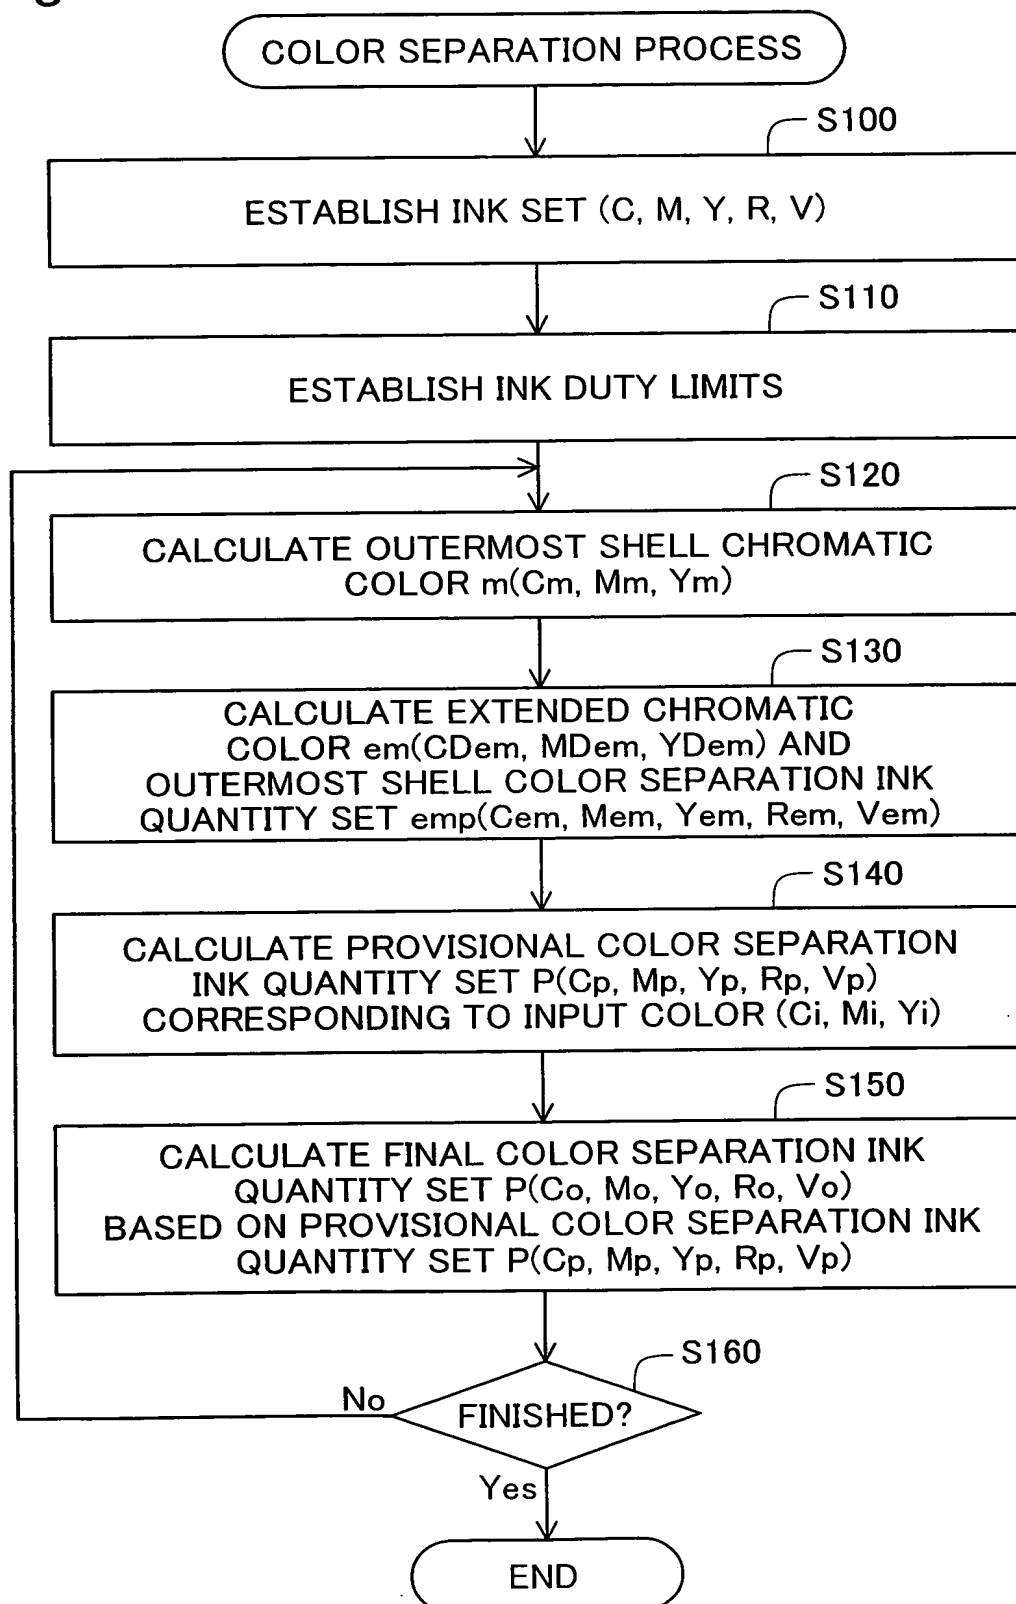 COLOR SEPARATION PROCESS
S100
ESTABLISH INK SET (C, M, Y, R, V)
S110
ESTABLISH INK DUTY LIMITS
S120
CALCULATE OUTERMOST SHELL CHROMATIC
COLOR m(Cm, Mm, Ym)
S130
CALCULATE EXTENDED CHROMATIC
COLOR em(CDem, MDem, YDem) AND
OUTERMOST SHELL COLOR SEPARATION INK
QUANTITY SET emp(Cem, Mem, Yem, Rem, Vem)
S140
CALCULATE PROVISIONAL COLOR SEPARATION
INK QUANTITY SET P(Cp, Mp, Yp, Rp, Vp)
CORRESPONDING TO INPUT COLOR (Ci, Mi, Yi)
S150
CALCULATE FINAL COLOR SEPARATION INK
QUANTITY SET P(Co, Mo, Yo, Ro, Vo)
BASED ON PROVISIONAL COLOR SEPARATION INK
QUANTITY SET P(Cp, Mp, Yp, Rp, Vp)
S160
No
FINISHED?
Yes
END